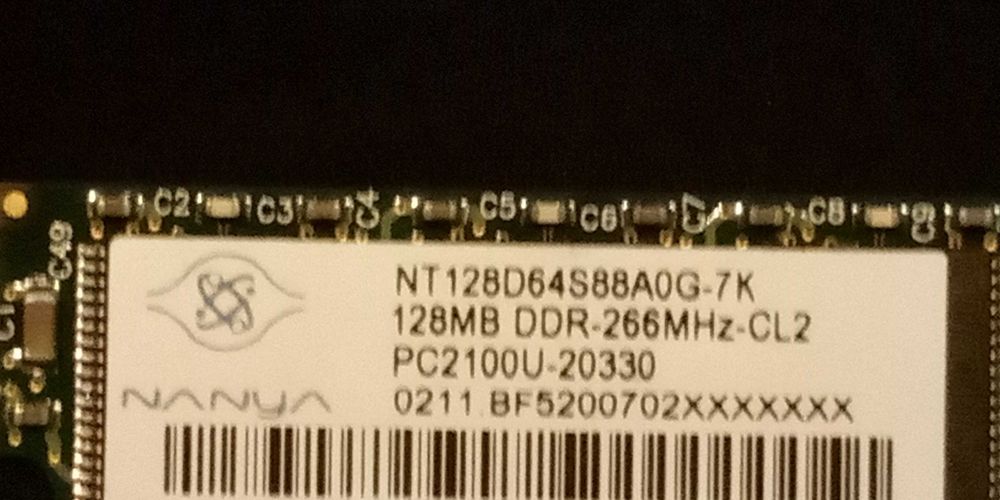 C2 C3 C4 C5 C6 C7 C8 C9
C49
C1
NT128D64S88A0G-7K
128MB DDR-266MHz-CL2
PC2100U-20330
NANYA
0211.BF5200702XXXXXXX